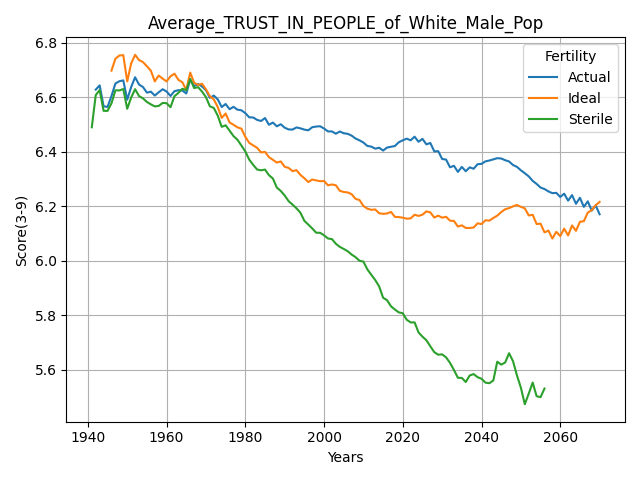 Average_TRUST_IN_PEOPLE_of_White_Male_Pop
Fertility
Actual
Ideal
Sterile
Score(3-9)
6.8
6.6
6.4
6.2
6.0
5.8
5.6
1940 1960 1980 2000 2020 2040 2060
Years